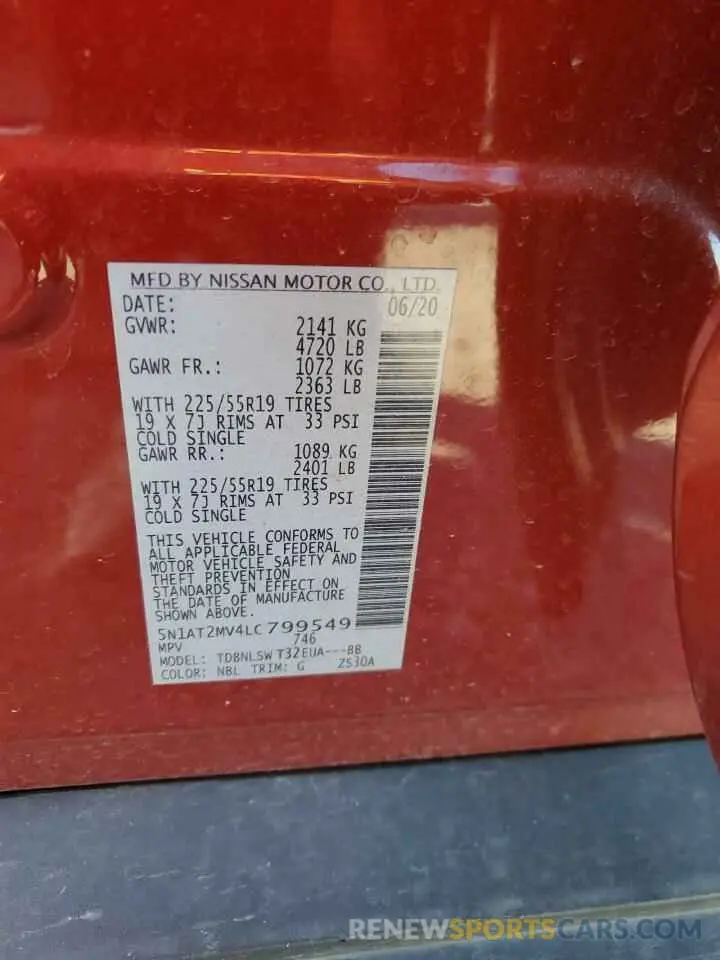 MFD BY NISSAN MOTOR CO., LTD.
DATE: 06/20
GVWR: 2141 KG
4720 LB
GAWR FR.: 1072 KG
2363 LB
WITH 225/55R19 TIRES
19 X 7J RIMS AT 33 PSI
COLD SINGLE
GAWR RR.: 1089 KG
2401 LB
WITH 225/55R19 TIRES
19 X 7J RIMS AT 33 PSI
COLD SINGLE
THIS VEHICLE CONFORMS TO
ALL APPLICABLE FEDERAL
MOTOR VEHICLE SAFETY AND
THEFT PREVENTION
STANDARDS IN EFFECT ON
THE DATE OF MANUFACTURE
SHOWN ABOVE.
5N1AT2MV4LC799549
MPV 746
MODEL: TDBNLSW T32EUA---BB
COLOR: NBL TRIM: G ZS30A
RENEWSPORTSCARS.COM